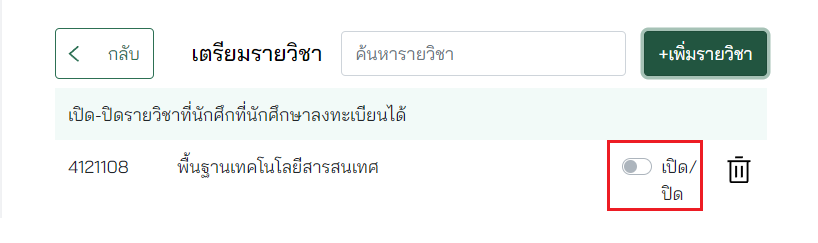 กลับ เตรียมรายวิชา ค้นหารายวิชา +เพิ่มรายวิชา
เปิด-ปิดรายวิชาที่นักศึกที่นักศึกษาลงทะเบียนได้
4121108 พื้นฐานเทคโนโลยีสารสนเทศ เปิด/
ปิด